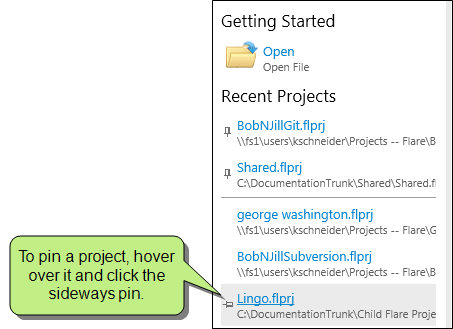 Getting Started
Open
Open File
Recent Projects
BobNJillGit.flprj
\\fs1\users\kschneider\Projects -- Flare\B
Shared.flprj
C:\DocumentationTrunk\Shared\Shared.f
george washington.flprj
\\fs1\users\kschneider\Projects -- Flare\G
BobNJillSubversion.flprj
\\fs1\users\kschneider\Projects -- Flare\B
To pin a project, hover
over it and click the
sideways pin.
Lingo.flprj
C:\DocumentationTrunk\Child Flare Proje